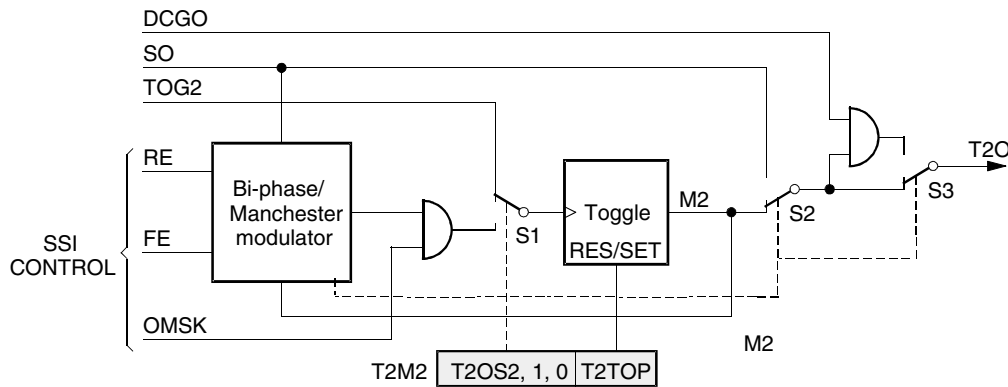 DCGO
SO
TOG2
RE
Bi-phase/
Manchester
modulator
FE
SSI
CONTROL
OMSK
S1
Toggle
RES/SET
M2
S2
S3
T2O
M2
T2M2
T2OS2, 1, 0
T2TOP